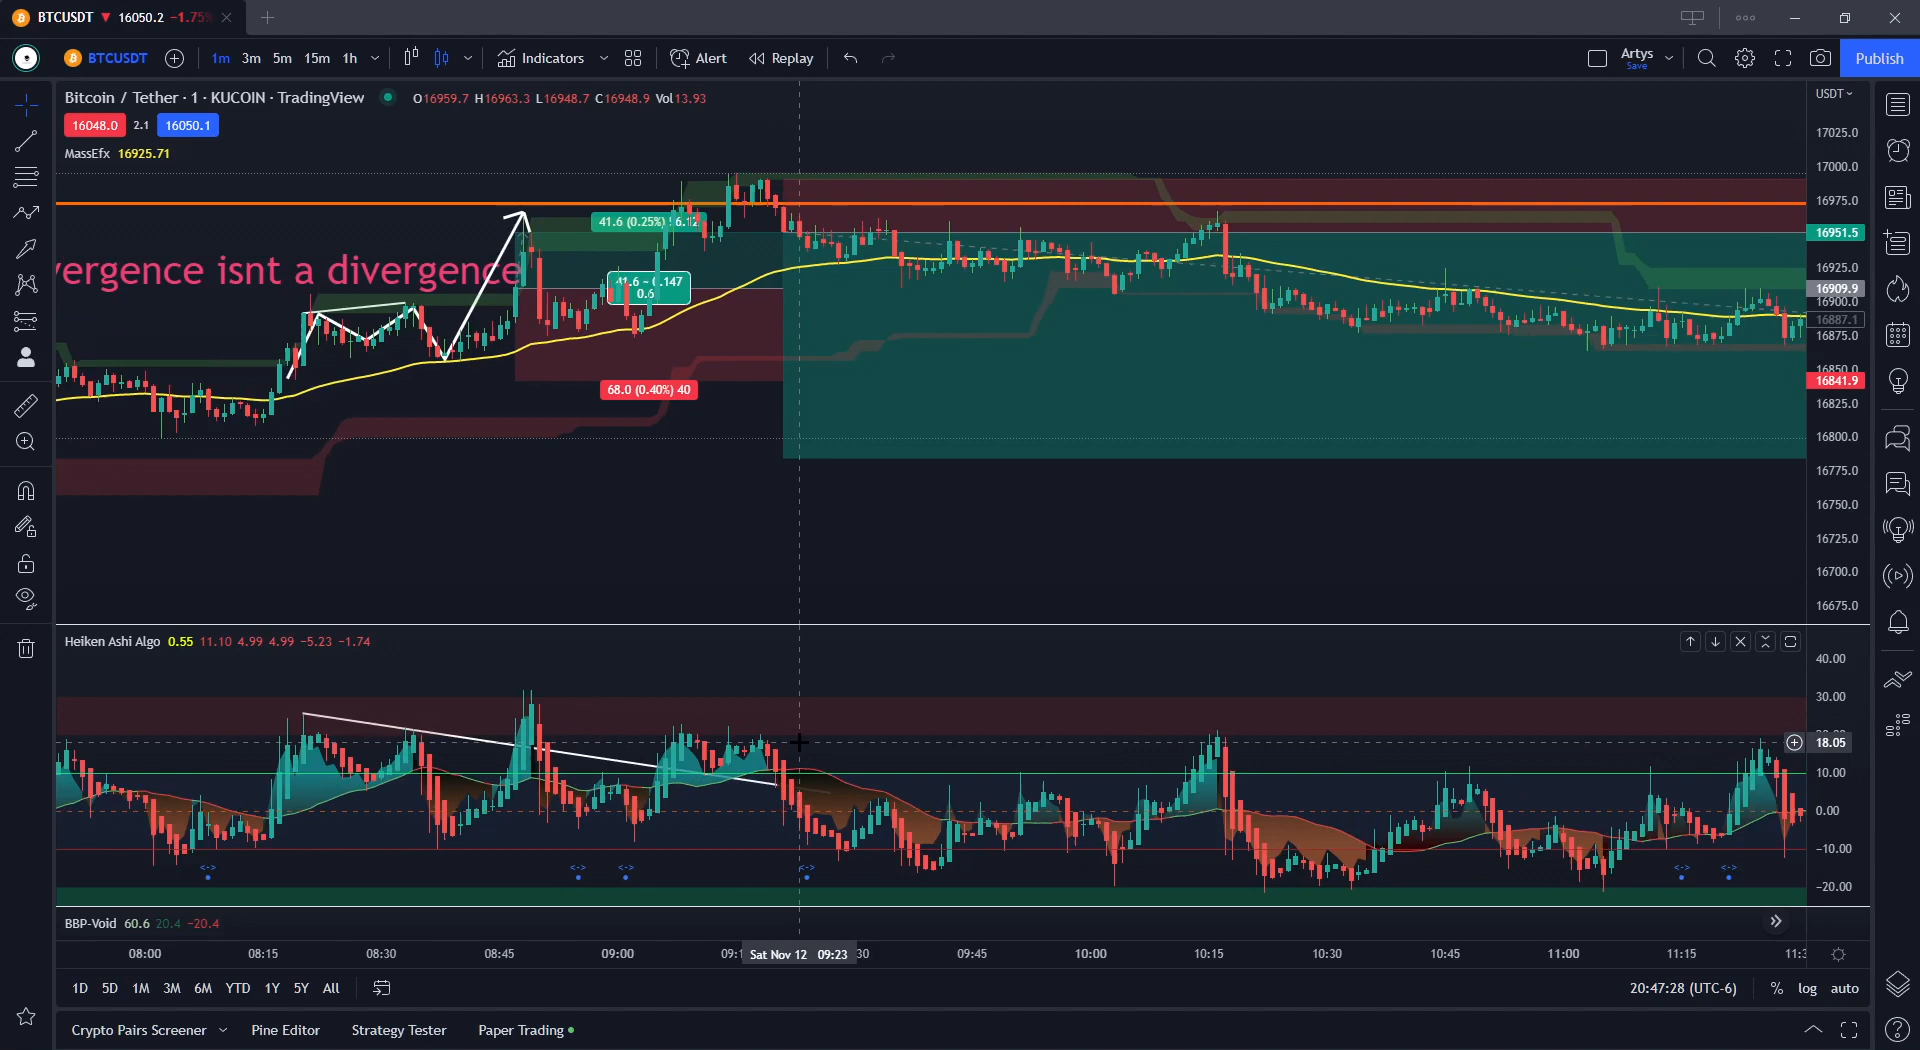 BTCUSDT ▼ 16050.2 −1.75%
BTCUSDT 1m 3m 5m 15m 1h Indicators Alert Replay Artys Publish
Save
Bitcoin / Tether · 1 · KUCOIN · TradingView O16959.7 H16963.3 L16948.7 C16948.9 Vol13.93
16048.0 2.1 16050.1
MassEfx 16925.71
USDT
17025.0
17000.0
16975.0
16951.5
16925.0
16909.9
16900.0
16887.1
16875.0
16850.0
16841.9
16825.0
16800.0
16775.0
16750.0
16725.0
16700.0
16675.0
41.6 (0.25%)
vergence isnt a divergence
0.6
68.0 (0.40%) 40
Heiken Ashi Algo 0.55 11.10 4.99 4.99 −5.23 −1.74
40.00
30.00
18.05
10.00
0.00
−10.00
−20.00
BBP-Void 60.6 20.4 −20.4
08:00 08:15 08:30 08:45 09:00 Sat Nov 12 09:23 09:45 10:00 10:15 10:30 10:45 11:00 11:15
1D 5D 1M 3M 6M YTD 1Y 5Y All 20:47:28 (UTC-6) % log auto
Crypto Pairs Screener Pine Editor Strategy Tester Paper Trading